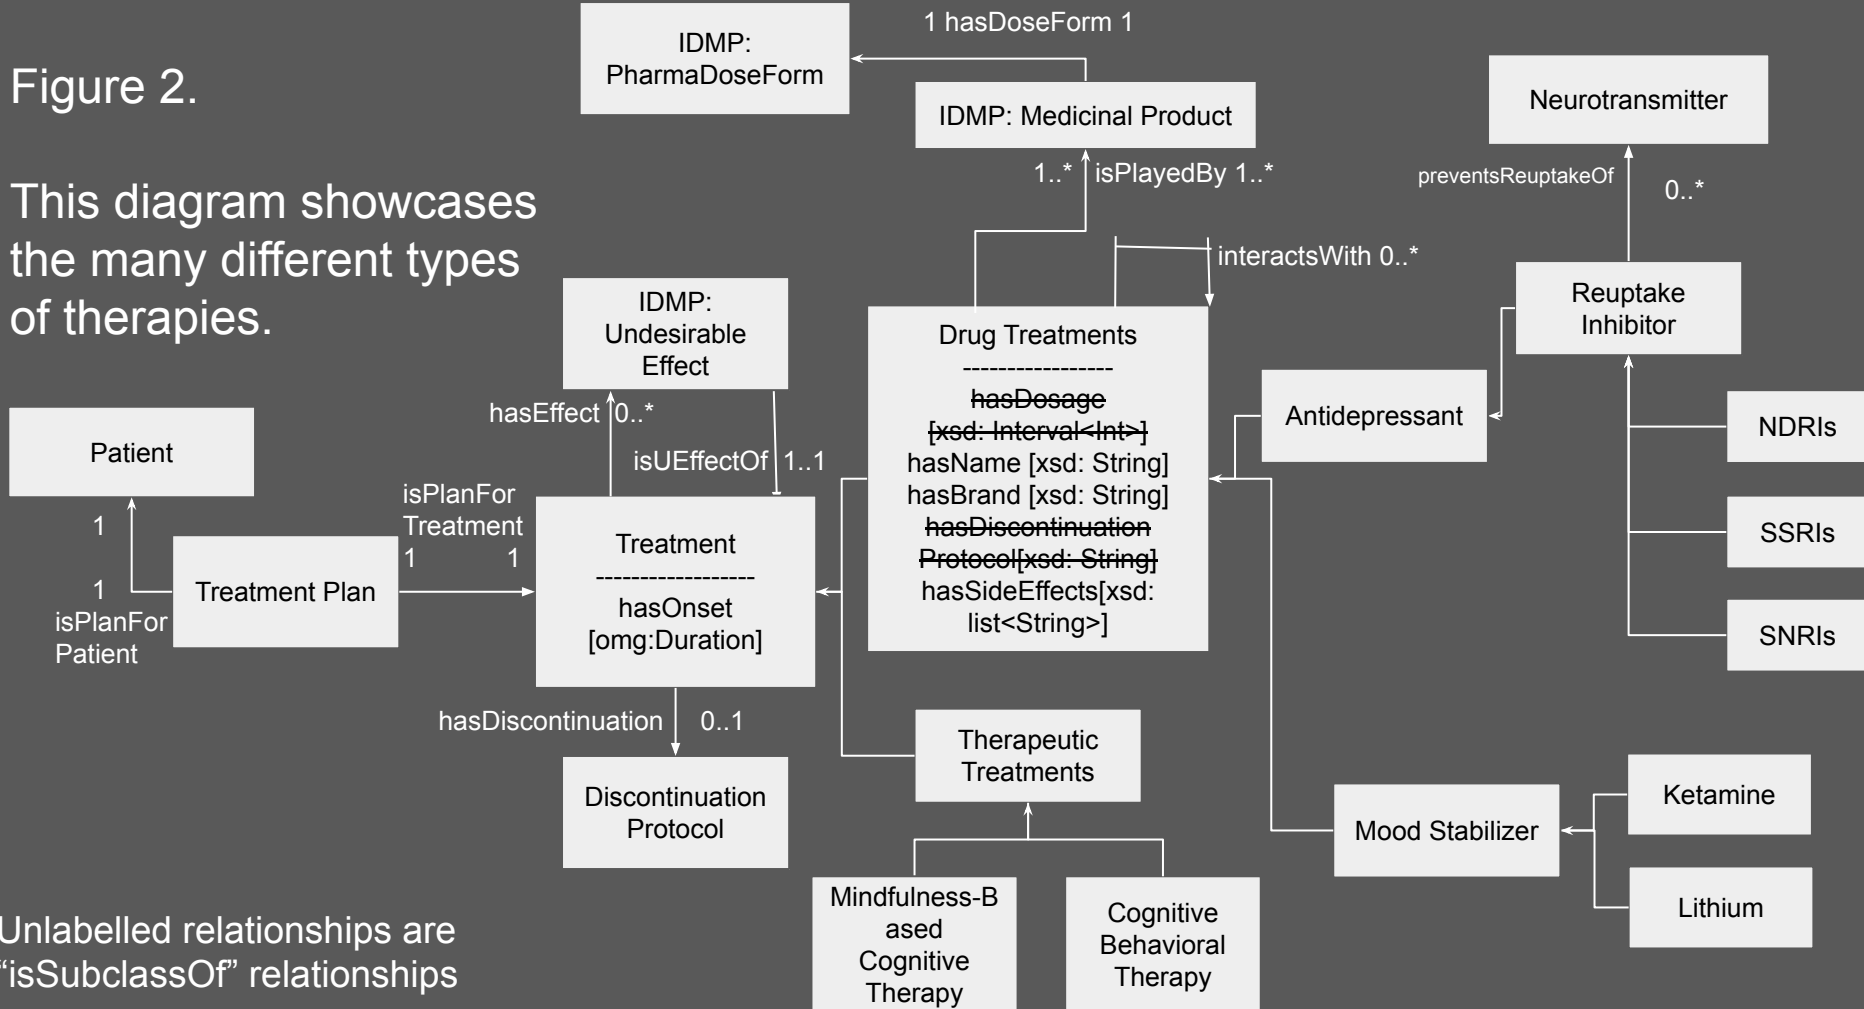 Figure 2.
This diagram showcases
the many different types
of therapies.
IDMP:
PharmaDoseForm
1 hasDoseForm 1
IDMP: Medicinal Product
1..* isPlayedBy 1..*
Neurotransmitter
preventsReuptakeOf
0..*
interactsWith 0..*
Reuptake
Inhibitor
IDMP:
Undesirable
Effect
hasEffect 0..*
isUEffectOf 1..1
Drug Treatments
-----------------
hasDosage
[xsd: Interval<Int>]
hasName [xsd: String]
hasBrand [xsd: String]
hasDiscontinuation
Protocol[xsd: String]
hasSideEffects[xsd:
list<String>]
Antidepressant
NDRIs
SSRIs
SNRIs
Patient
1
1
isPlanFor
Patient
Treatment Plan
isPlanFor
Treatment
1 1
Treatment
------------------
hasOnset
[omg:Duration]
hasDiscontinuation 0..1
Discontinuation
Protocol
Therapeutic
Treatments
Mindfulness-B
ased
Cognitive
Therapy
Cognitive
Behavioral
Therapy
Mood Stabilizer
Ketamine
Lithium
Unlabelled relationships are
“isSubclassOf” relationships